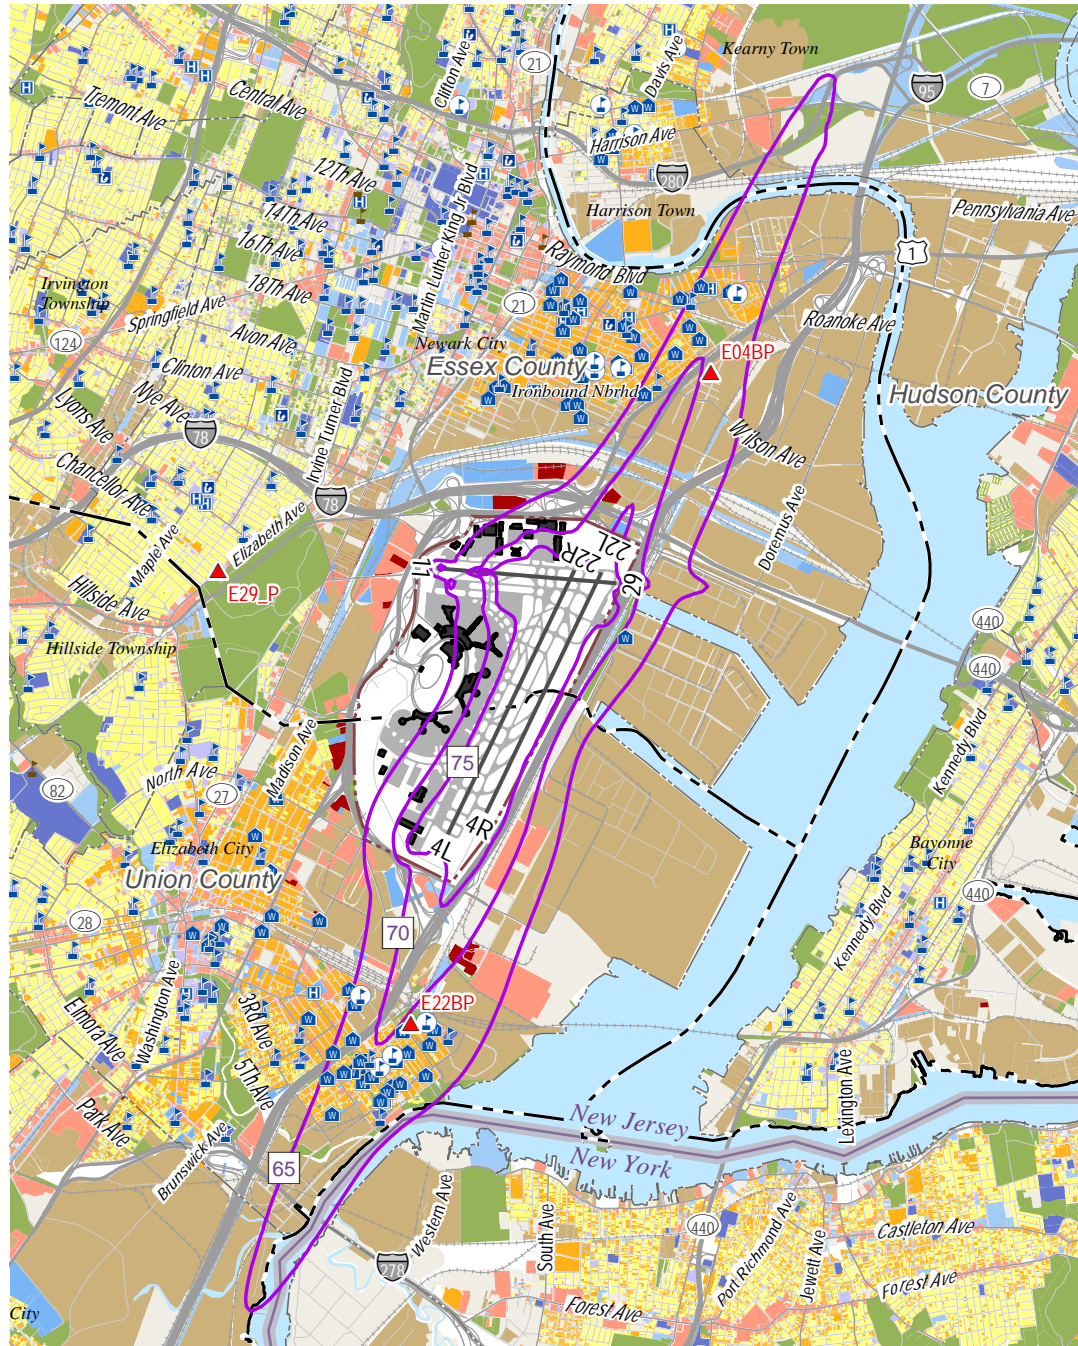 Kearny Town
21
Clifton Ave
Davis Ave
95
7
Central Ave
Tremont Ave
Harrison Ave
12Th Ave
280
Harrison Town
Pennsylvania Ave
14Th Ave
Martin Luther King Jr Blvd
Raymond Blvd
16Th Ave
1
Irvington
Township
18Th Ave
21
Springfield Ave
Roanoke Ave
124
Avon Ave
Newark City
E04BP
Clinton Ave
Essex County
Ironbound Nbrhd
Hudson County
Nye Ave
Lyons Ave
Irvine Turner Blvd
78
Wilson Ave
Chancellor Ave
78
Elizabeth Ave
Doremus Ave
Maple Ave
22L
22R
11
29
E29_P
Hillside Ave
440
Hillside Township
440
Madison Ave
Kennedy Blvd
75
North Ave
82
27
4R
4L
Elizabeth City
Bayonne
City
Union County
440
28
Kennedy Blvd
70
Washington Ave
3Rd Ave
E22BP
Elmora Ave
5Th Ave
Lexington Ave
Park Ave
New Jersey
New York
Brunswick Ave
65
Western Ave
South Ave
440
Port Richmond Ave
Castleton Ave
Jewett Ave
278
Forest Ave
Forest Ave
City